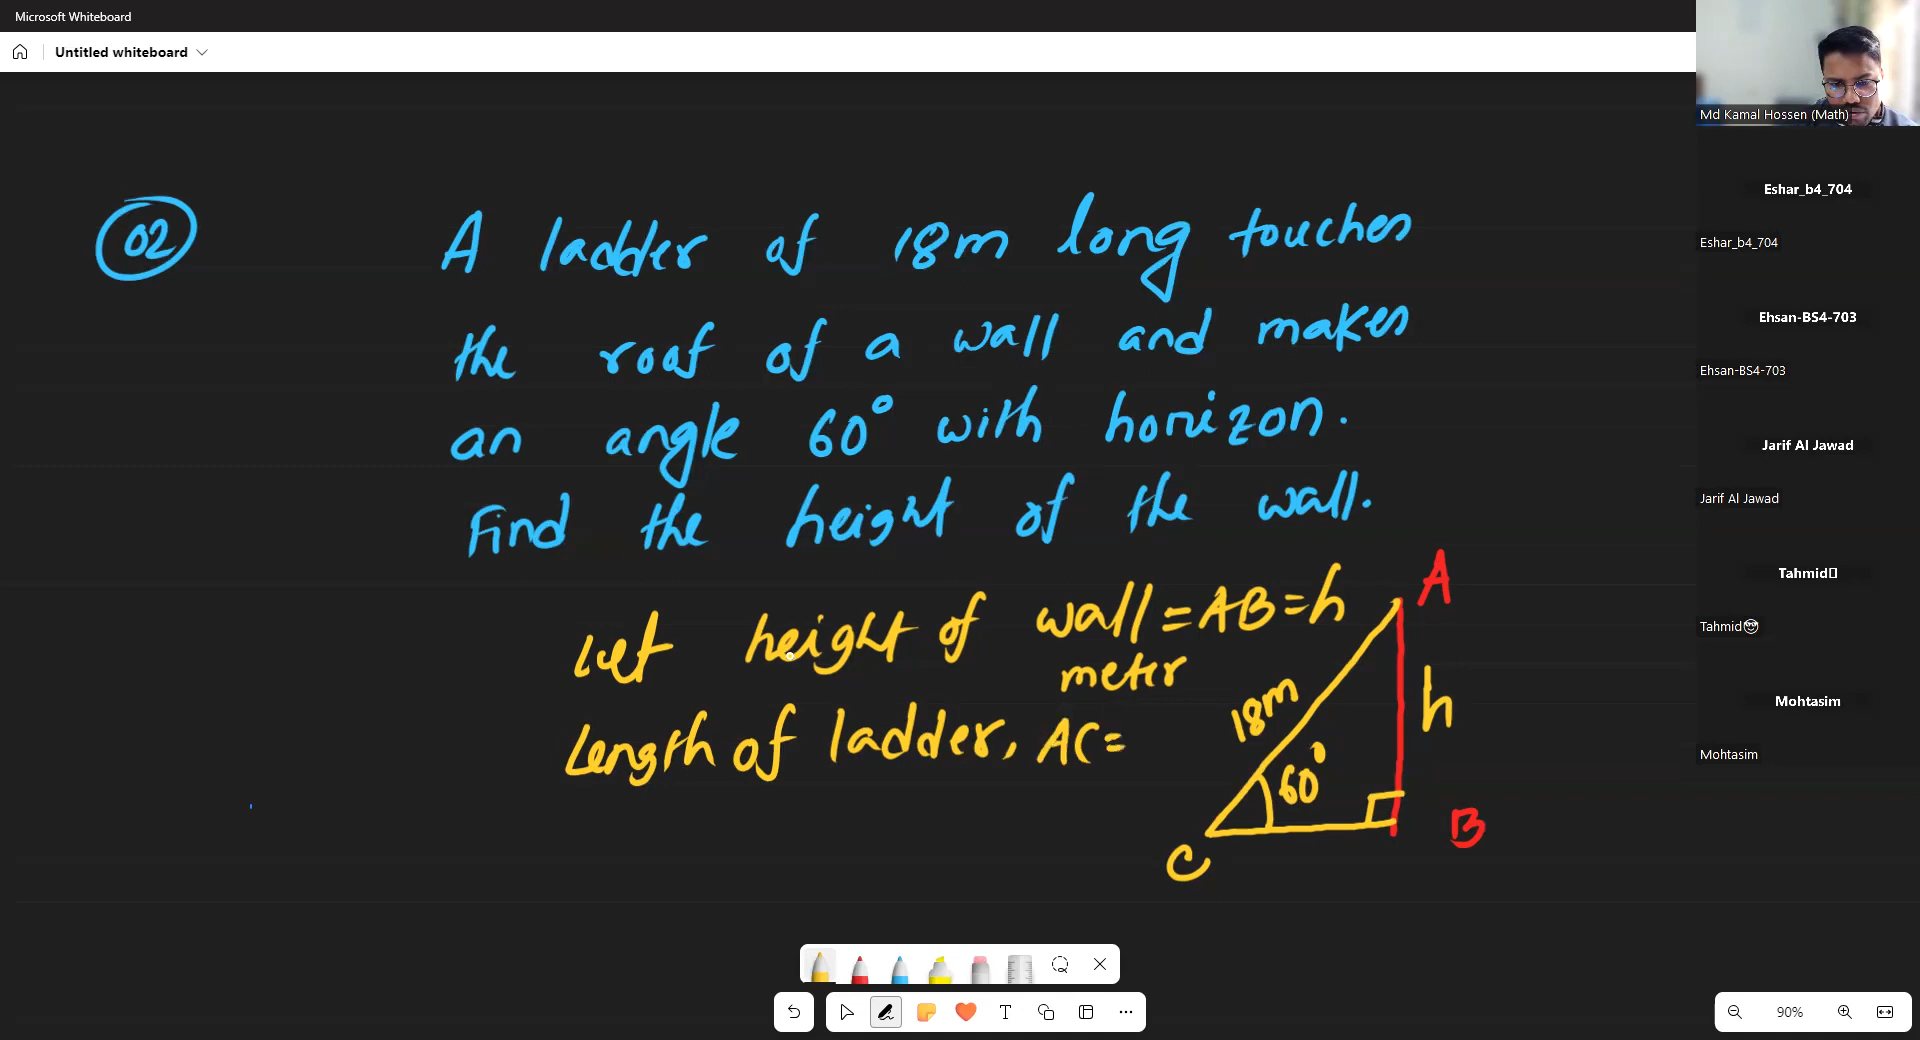 Microsoft Whiteboard
Untitled whiteboard
Md Kamal Hossen (Math)
02
A ladder of 18m long touches
the roof of a wall and makes
an angle 60° with horizon.
Find the height of the wall.
Let height of wall = AB = h
meter
Length of ladder, AC =
A
18m
h
60°
B
C
Eshar_b4_704
Eshar_b4_704
Ehsan-BS4-703
Ehsan-BS4-703
Jarif Al Jawad
Jarif Al Jawad
Tahmid
Tahmid😎
Mohtasim
Mohtasim
T
90%